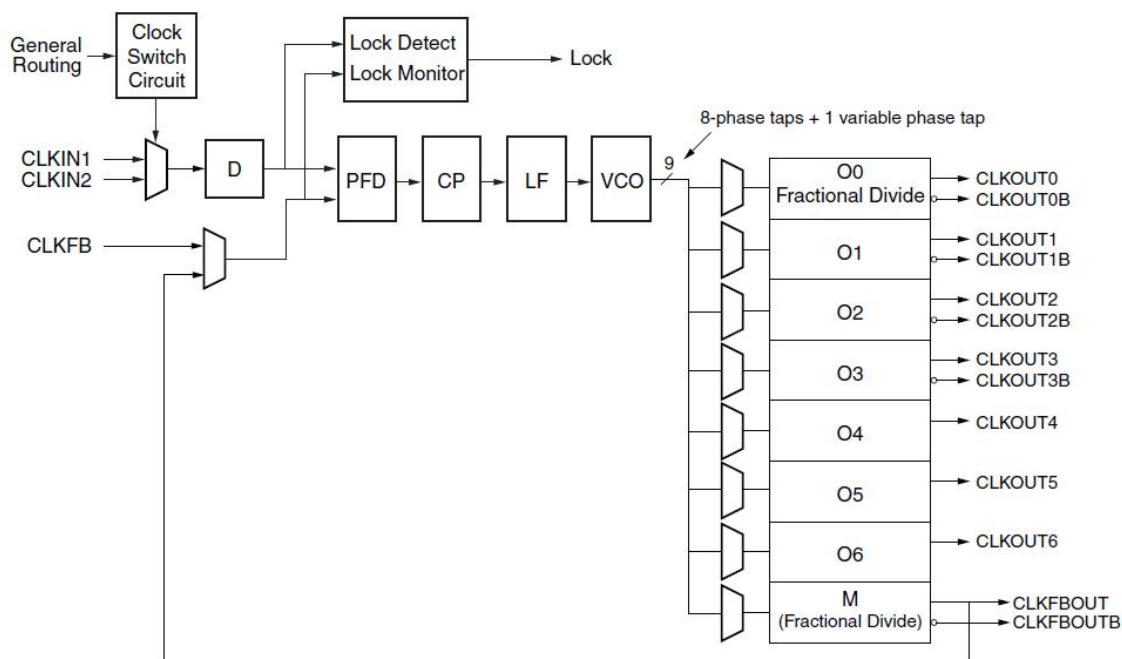 General
Routing
Clock
Switch
Circuit
Lock Detect
Lock Monitor
Lock
8-phase taps + 1 variable phase tap
CLKIN1
CLKIN2
D
PFD
CP
LF
VCO
9
CLKFB
O0
Fractional Divide
CLKOUT0
CLKOUT0B
O1
CLKOUT1
CLKOUT1B
O2
CLKOUT2
CLKOUT2B
O3
CLKOUT3
CLKOUT3B
O4
CLKOUT4
O5
CLKOUT5
O6
CLKOUT6
M
(Fractional Divide)
CLKFBOUT
CLKFBOUTB